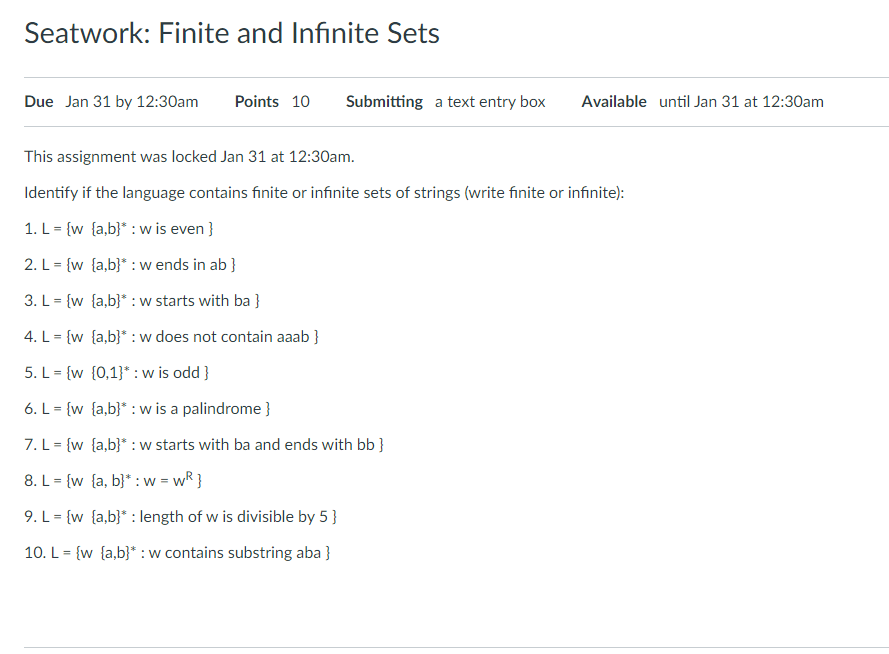 Seatwork: Finite and Infinite Sets
Due Jan 31 by 12:30am Points 10 Submitting a text entry box Available until Jan 31 at 12:30am
This assignment was locked Jan 31 at 12:30am.
Identify if the language contains finite or infinite sets of strings (write finite or infinite):
1. L = {w {a,b}* : w is even }
2. L = {w {a,b}* : w ends in ab }
3. L = {w {a,b}* : w starts with ba }
4. L = {w {a,b}* : w does not contain aaab }
5. L = {w {0,1}* : w is odd }
6. L = {w {a,b}* : w is a palindrome }
7. L = {w {a,b}* : w starts with ba and ends with bb }
8. L = {w {a, b}* : w = wᴿ }
9. L = {w {a,b}* : length of w is divisible by 5 }
10. L = {w {a,b}* : w contains substring aba }